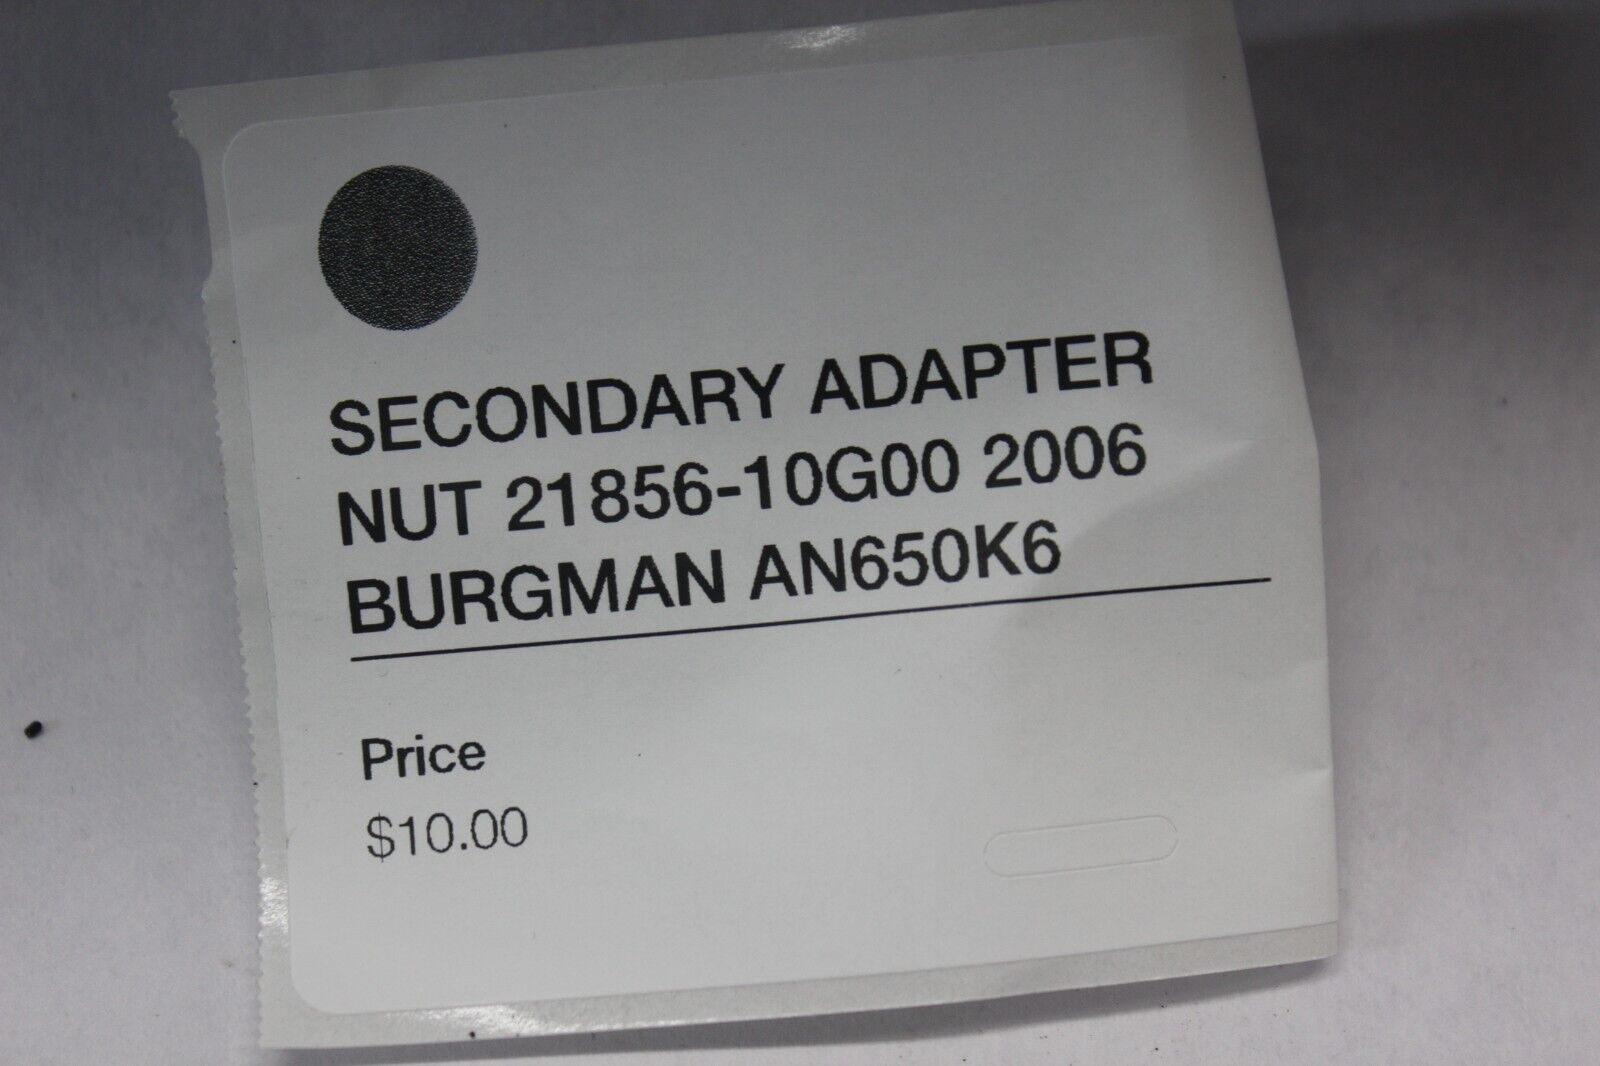 SECONDARY ADAPTER
NUT 21856-10G00 2006
BURGMAN AN650K6
Price
$10.00